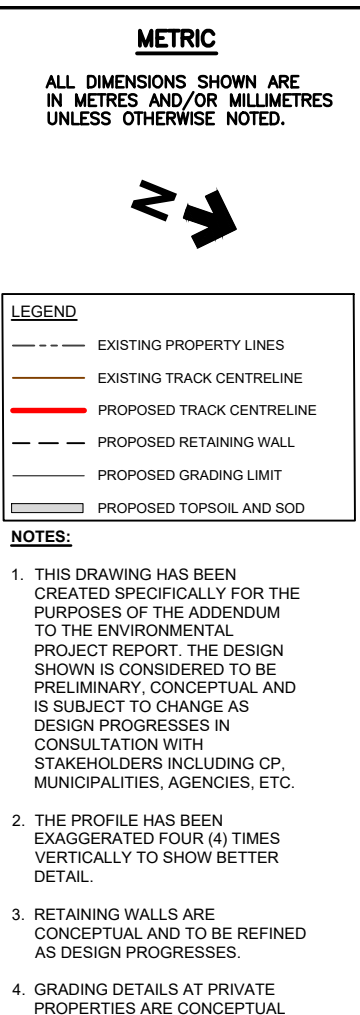 METRIC
ALL DIMENSIONS SHOWN ARE
IN METRES AND/OR MILLIMETRES
UNLESS OTHERWISE NOTED.
N
LEGEND
EXISTING PROPERTY LINES
EXISTING TRACK CENTRELINE
PROPOSED TRACK CENTRELINE
PROPOSED RETAINING WALL
PROPOSED GRADING LIMIT
PROPOSED TOPSOIL AND SOD
NOTES:
1. THIS DRAWING HAS BEEN
CREATED SPECIFICALLY FOR THE
PURPOSES OF THE ADDENDUM
TO THE ENVIRONMENTAL
PROJECT REPORT. THE DESIGN
SHOWN IS CONSIDERED TO BE
PRELIMINARY, CONCEPTUAL AND
IS SUBJECT TO CHANGE AS
DESIGN PROGRESSES IN
CONSULTATION WITH
STAKEHOLDERS INCLUDING CP,
MUNICIPALITIES, AGENCIES, ETC.
2. THE PROFILE HAS BEEN
EXAGGERATED FOUR (4) TIMES
VERTICALLY TO SHOW BETTER
DETAIL.
3. RETAINING WALLS ARE
CONCEPTUAL AND TO BE REFINED
AS DESIGN PROGRESSES.
4. GRADING DETAILS AT PRIVATE
PROPERTIES ARE CONCEPTUAL